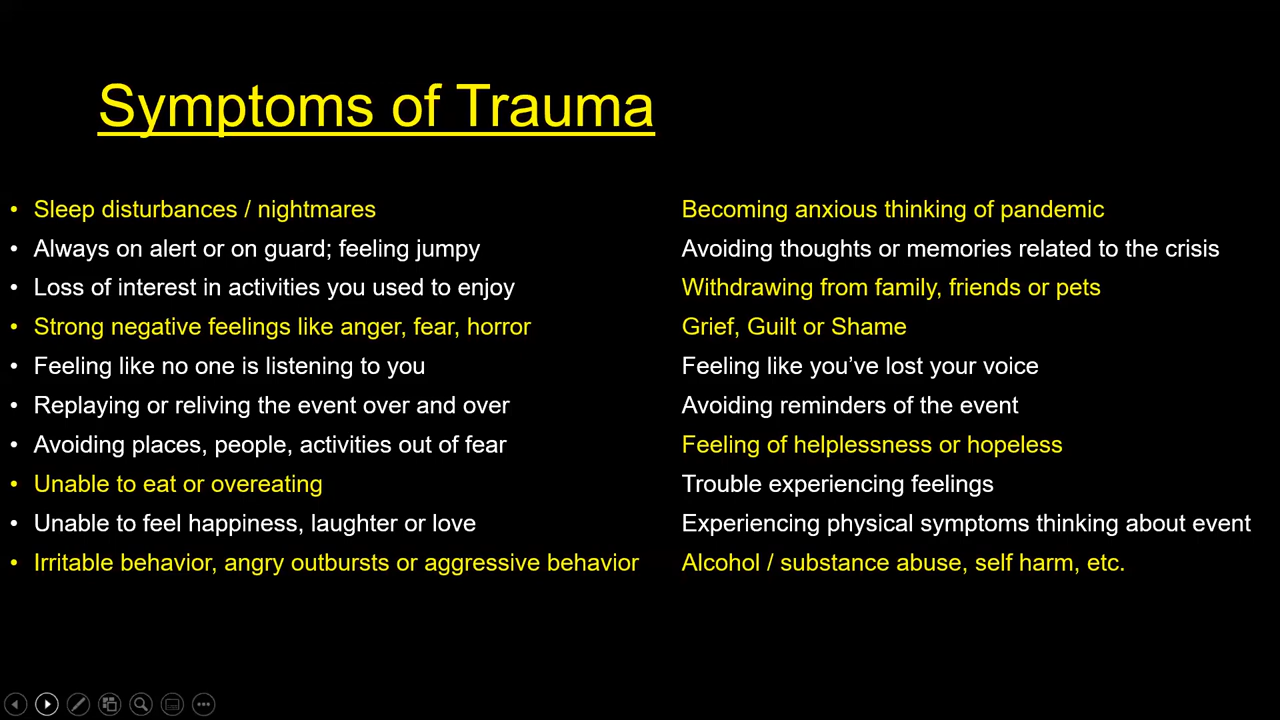 Symptoms of Trauma
• Sleep disturbances / nightmares
• Always on alert or on guard; feeling jumpy
• Loss of interest in activities you used to enjoy
• Strong negative feelings like anger, fear, horror
• Feeling like no one is listening to you
• Replaying or reliving the event over and over
• Avoiding places, people, activities out of fear
• Unable to eat or overeating
• Unable to feel happiness, laughter or love
• Irritable behavior, angry outbursts or aggressive behavior
Becoming anxious thinking of pandemic
Avoiding thoughts or memories related to the crisis
Withdrawing from family, friends or pets
Grief, Guilt or Shame
Feeling like you’ve lost your voice
Avoiding reminders of the event
Feeling of helplessness or hopeless
Trouble experiencing feelings
Experiencing physical symptoms thinking about event
Alcohol / substance abuse, self harm, etc.